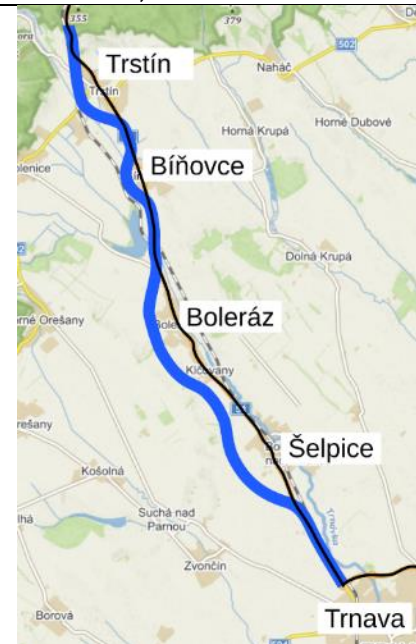 355
379
502
Naháč
Trstín
Trstín
Horná Krupá
Horné Dubové
Bíňovce
Dolná Krupá
Boleráz
Klčovany
Šelpice
Košolná
Suchá nad
Parnou
Zvončín
Borová
Trnava